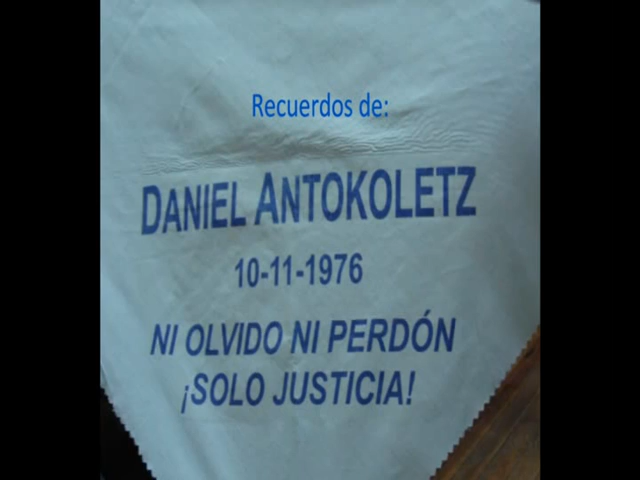 Recuerdos de:
DANIEL ANTOKOLETZ
10-11-1976
NI OLVIDO NI PERDÓN
¡SOLO JUSTICIA!